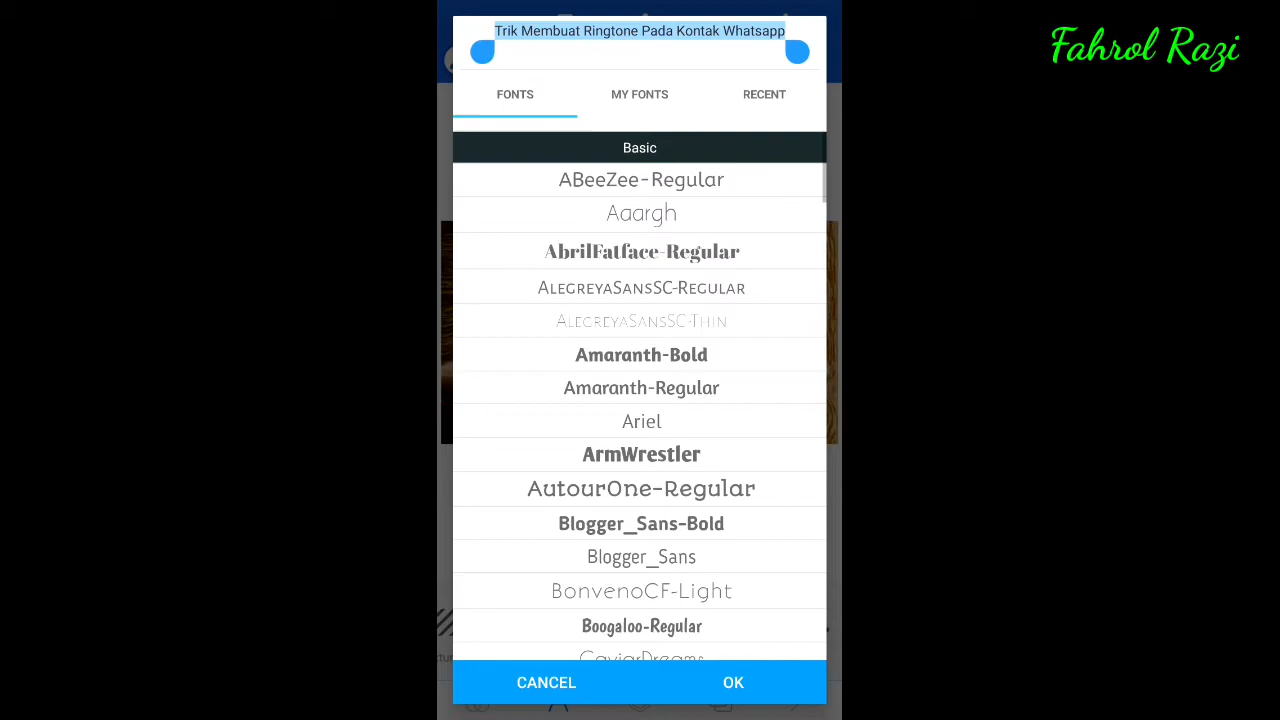 Trik Membuat Ringtone Pada Kontak Whatsapp
Fahrol Razi
FONTS MY FONTS RECENT
Basic
ABeeZee-Regular
Aaargh
AbrilFatface-Regular
AlegreyaSansSC-Regular
AlegreyaSansSC-Thin
Amaranth-Bold
Amaranth-Regular
Ariel
ArmWrestler
AutourOne-Regular
Blogger_Sans-Bold
Blogger_Sans
BonvenoCF-Light
Boogaloo-Regular
CaviarDreams
CANCEL OK